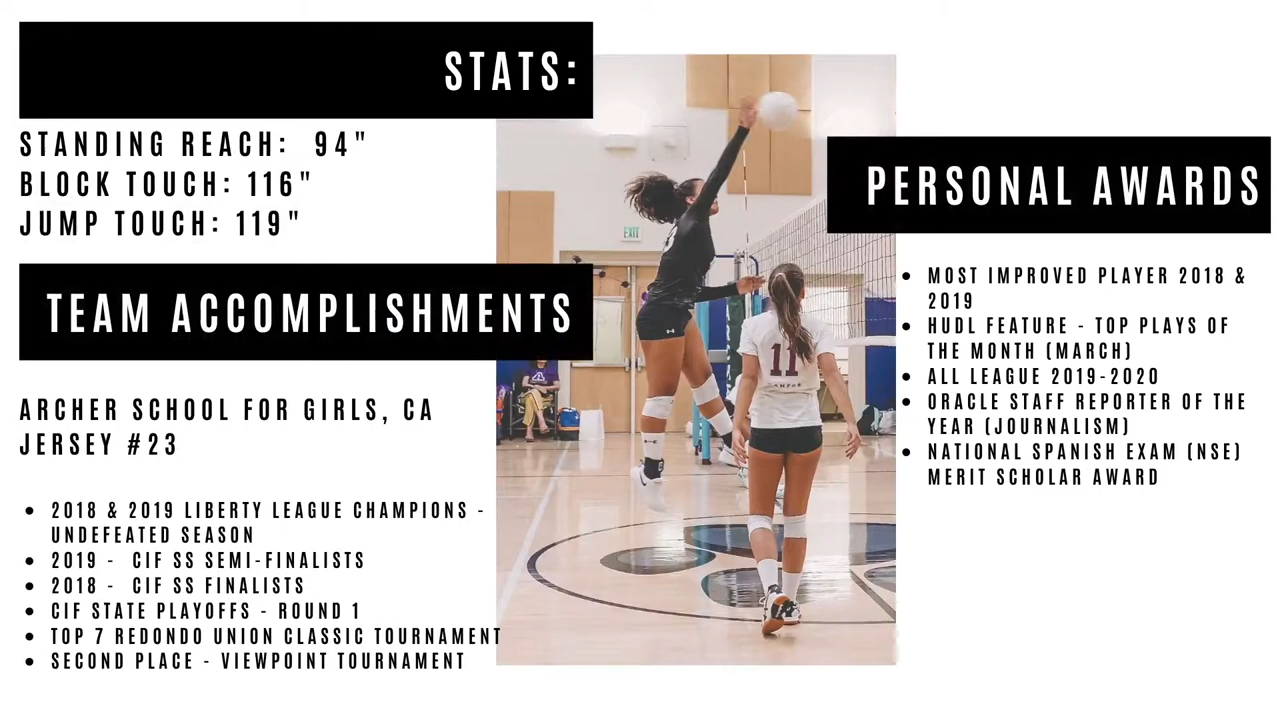 STATS:
STANDING REACH: 94"
BLOCK TOUCH: 116"
JUMP TOUCH: 119"
TEAM ACCOMPLISHMENTS
ARCHER SCHOOL FOR GIRLS, CA
JERSEY #23
• 2018 & 2019 LIBERTY LEAGUE CHAMPIONS -
UNDEFEATED SEASON
• 2019 - CIF SS SEMI-FINALISTS
• 2018 - CIF SS FINALISTS
• CIF STATE PLAYOFFS - ROUND 1
• TOP 7 REDONDO UNION CLASSIC TOURNAMENT
• SECOND PLACE - VIEWPOINT TOURNAMENT
EXIT
11
PERSONAL AWARDS
• MOST IMPROVED PLAYER 2018 &
2019
• HUDL FEATURE - TOP PLAYS OF
THE MONTH (MARCH)
• ALL LEAGUE 2019-2020
• ORACLE STAFF REPORTER OF THE
YEAR (JOURNALISM)
• NATIONAL SPANISH EXAM (NSE)
MERIT SCHOLAR AWARD